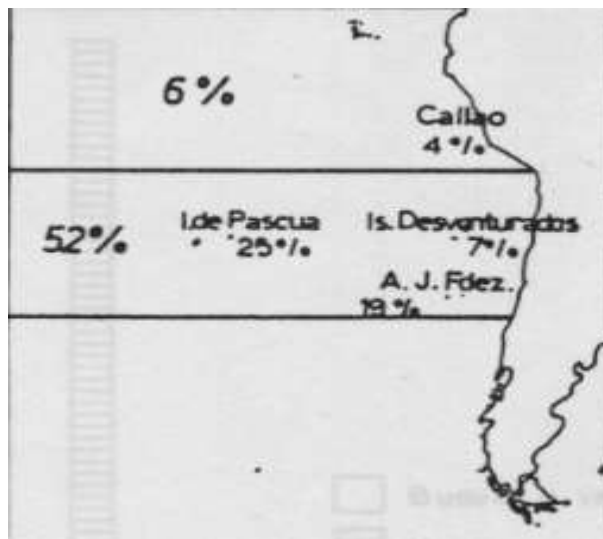 6%
Callao
4%
52%
I.de Pascua
25%
Is. Desventurados
7%
A. J. Fdez.
19%